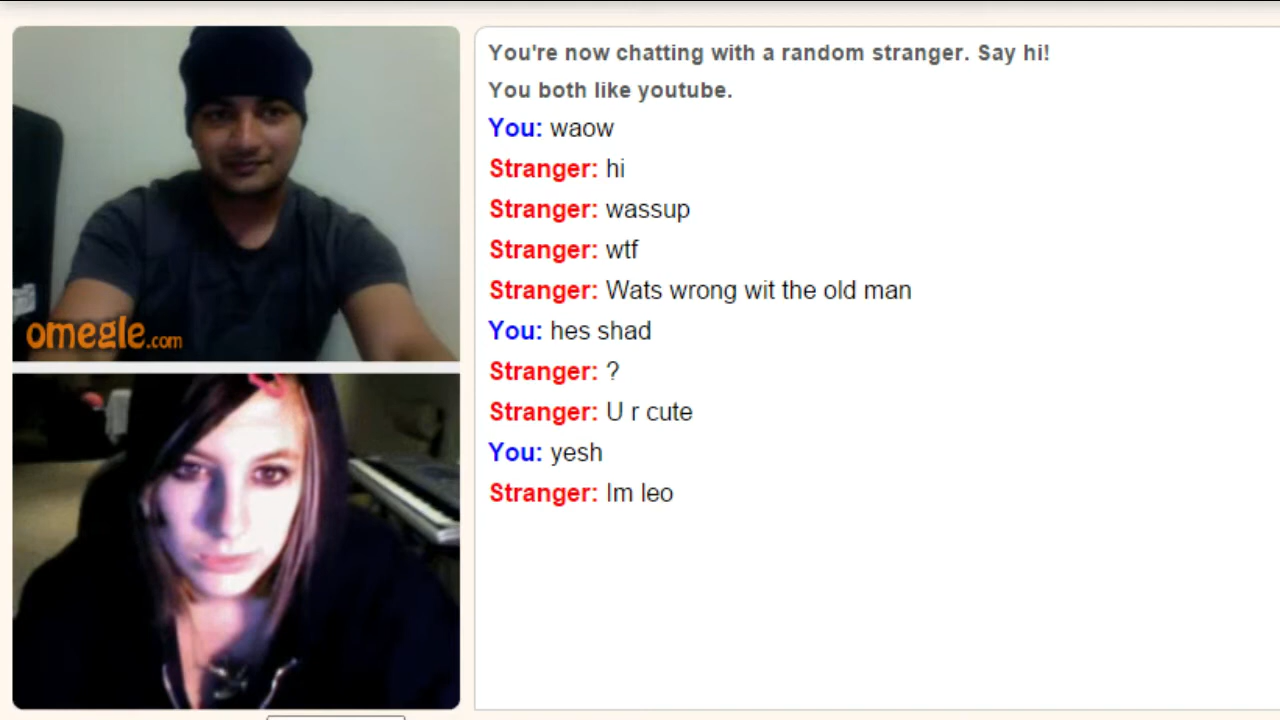 You're now chatting with a random stranger. Say hi!
You both like youtube.
You: waow
Stranger: hi
Stranger: wassup
Stranger: wtf
Stranger: Wats wrong wit the old man
You: hes shad
Stranger: ?
Stranger: U r cute
You: yesh
Stranger: Im leo
omegle.com